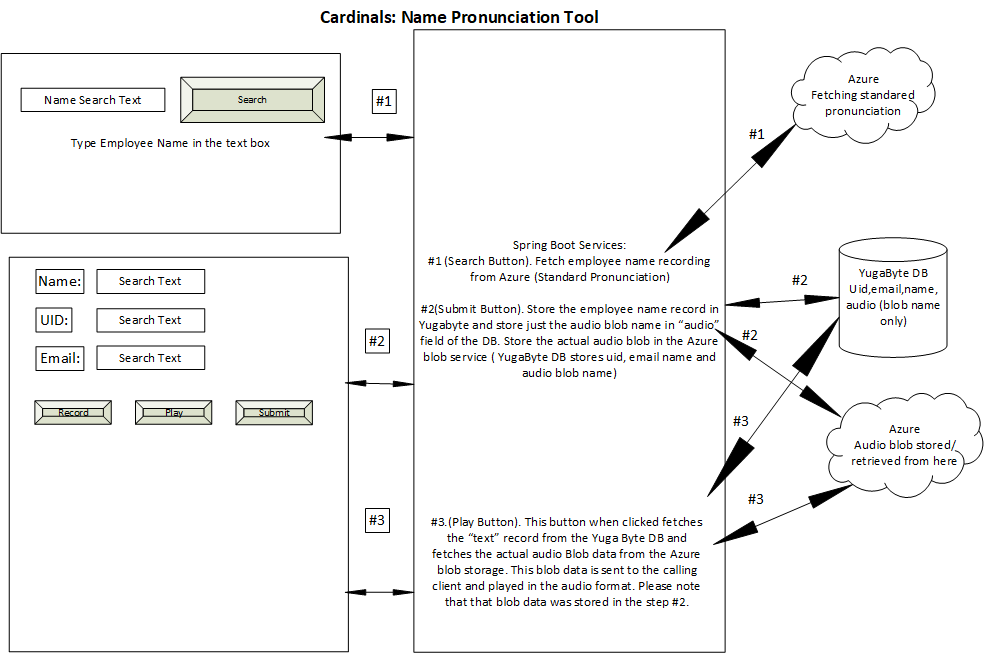 Cardinals: Name Pronunciation Tool
Name Search Text
Search
Type Employee Name in the text box
#1
Name:
Search Text
UID:
Search Text
Email:
Search Text
Record
Play
Submit
#2
#3
Spring Boot Services:
#1 (Search Button). Fetch employee name recording
from Azure (Standard Pronunciation)
#2(Submit Button). Store the employee name record in
Yugabyte and store just the audio blob name in “audio”
field of the DB. Store the actual audio blob in the Azure
blob service ( YugaByte DB stores uid, email name and
audio blob name)
#3.(Play Button). This button when clicked fetches
the “text” record from the Yuga Byte DB and
fetches the actual audio Blob data from the Azure
blob storage. This blob data is sent to the calling
client and played in the audio format. Please note
that that blob data was stored in the step #2.
#1
Azure
Fetching standared
pronunciation
#2
YugaByte DB
Uid,email,name,
audio (blob name
only)
#2
#3
Azure
Audio blob stored/
retrieved from here
#3